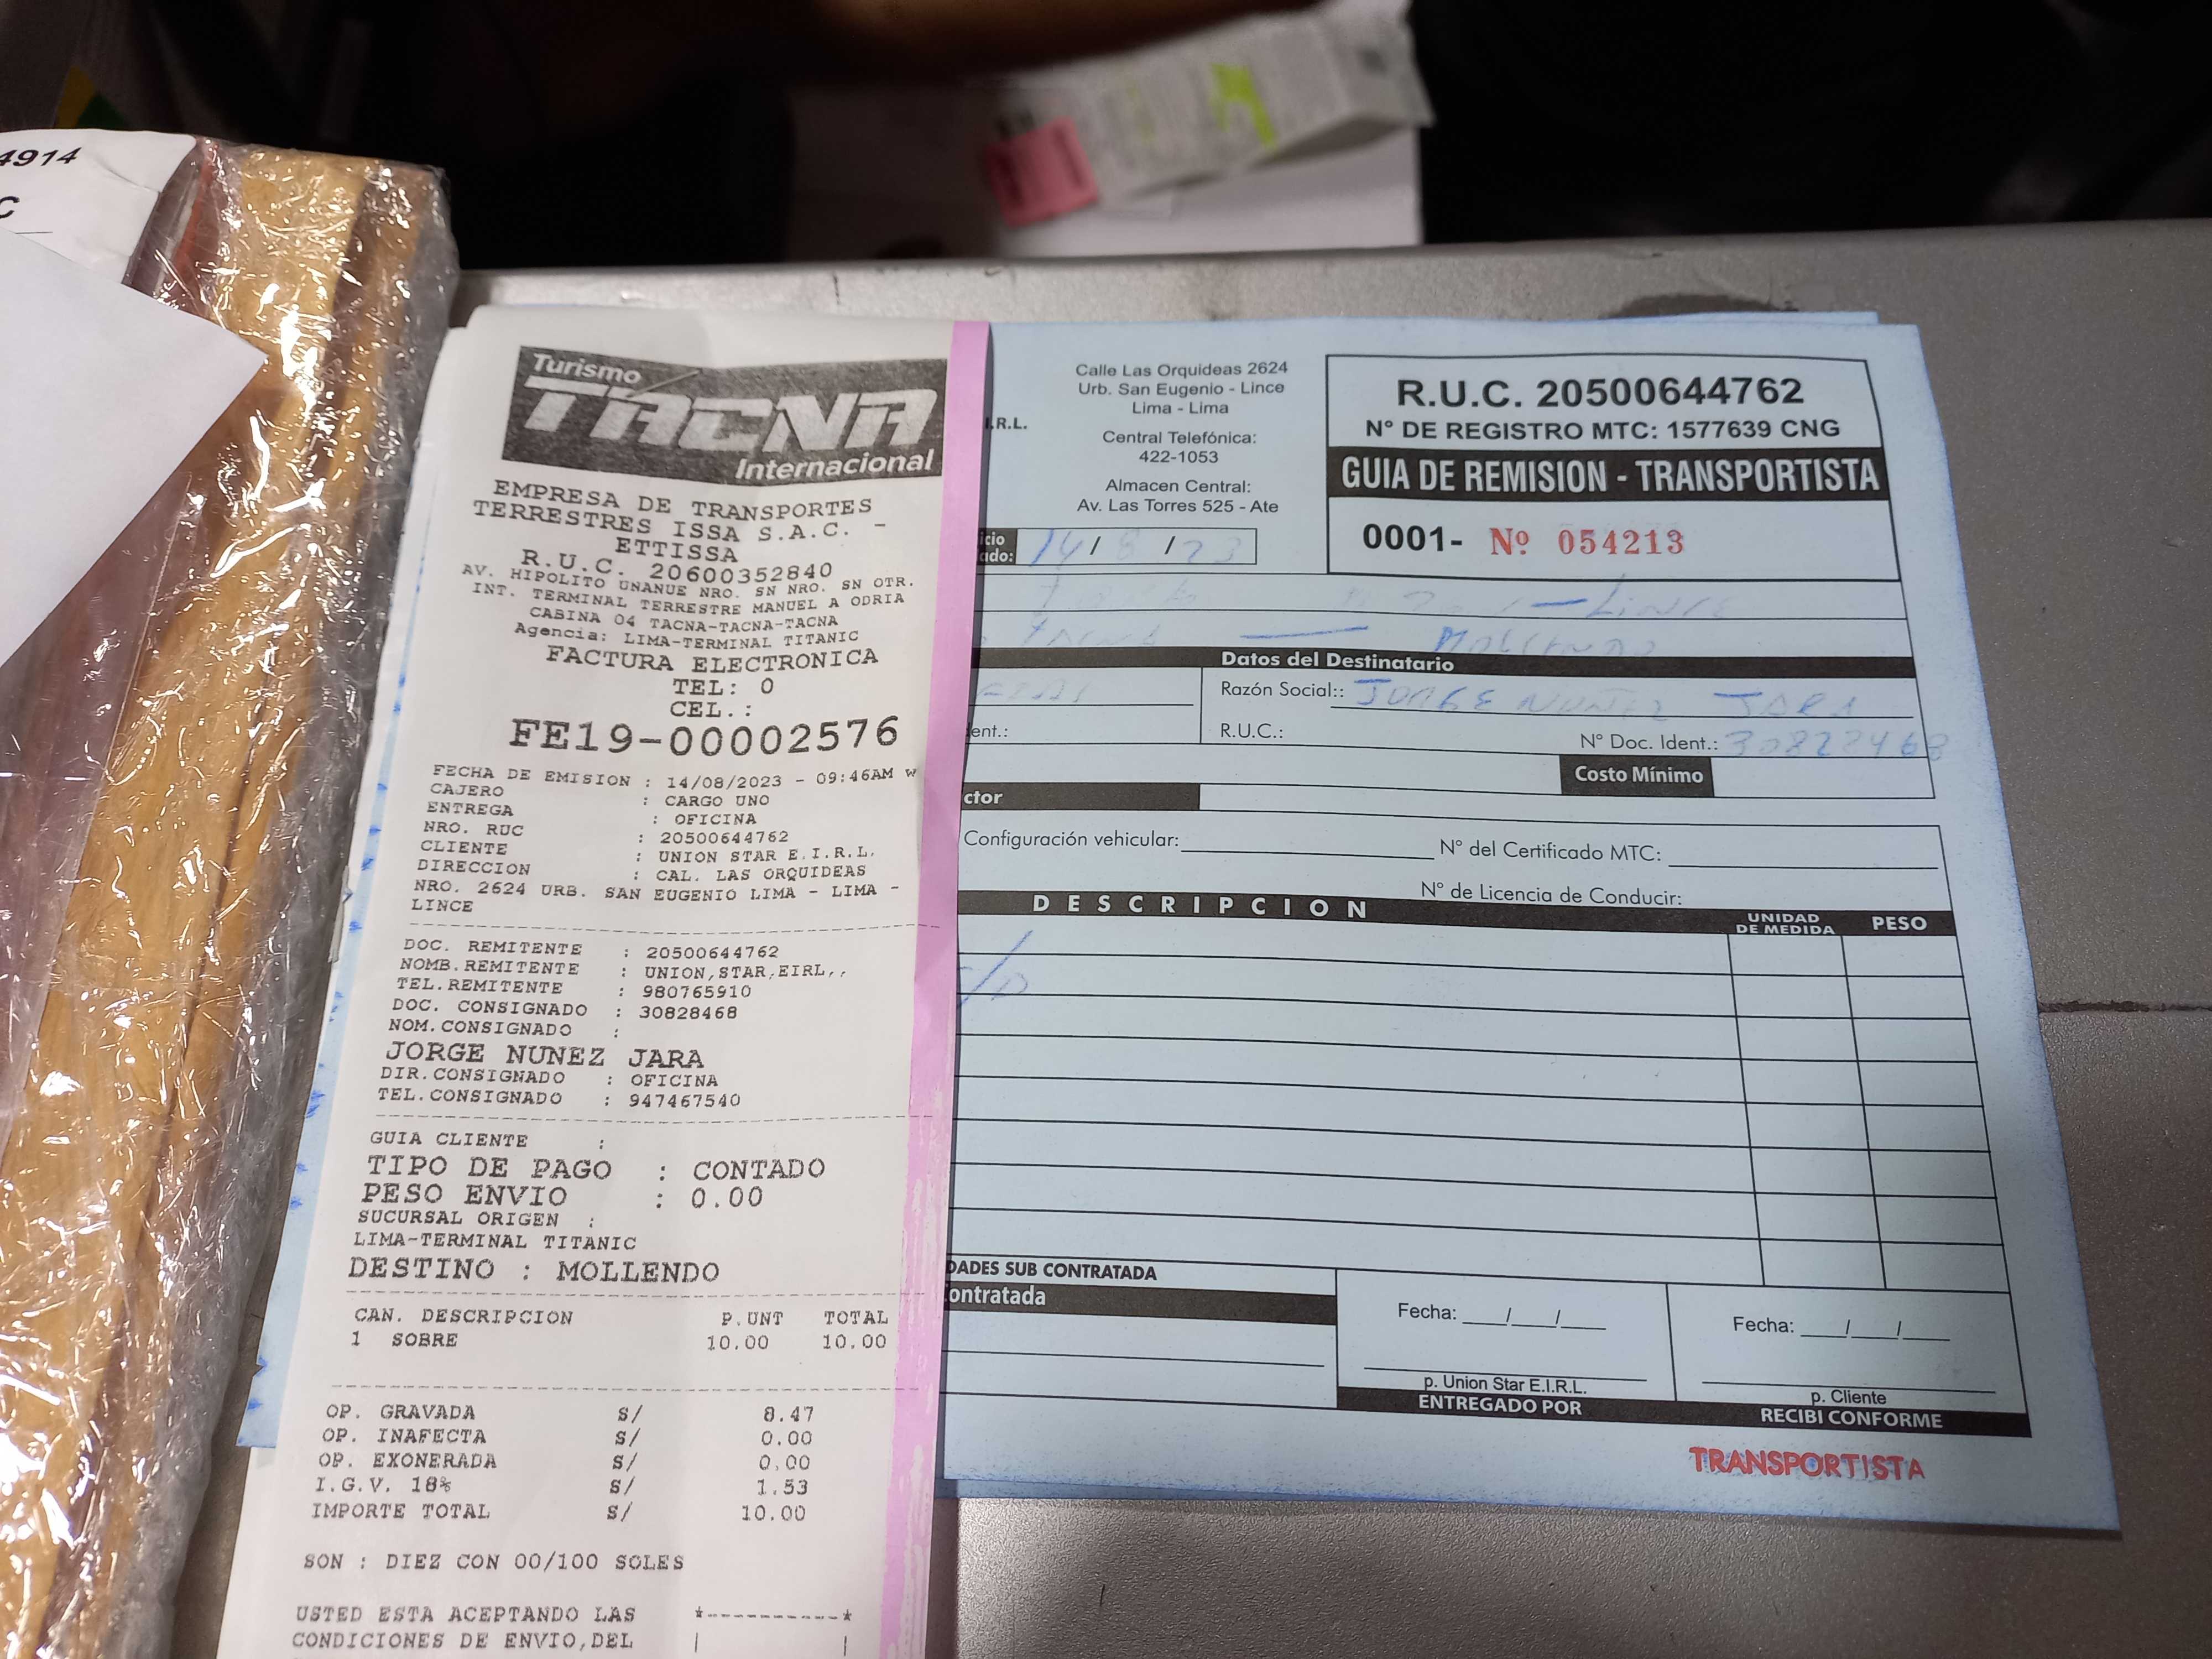 4914
C
Turismo
TACNA
Internacional
EMPRESA DE TRANSPORTES
TERRESTRES ISSA S.A.C. -
ETTISSA
R.U.C. 20600352840
AV. HIPOLITO UNANUE NRO. SN NRO. SN OTR.
INT. TERMINAL TERRESTRE MANUEL A ODRIA
CABINA 04 TACNA-TACNA-TACNA
Agencia: LIMA-TERMINAL TITANIC
FACTURA ELECTRONICA
TEL: 0
CEL.:
FE19-00002576
FECHA DE EMISION : 14/08/2023 - 09:46AM W
CAJERO : CARGO UNO
ENTREGA : OFICINA
NRO. RUC : 20500644762
CLIENTE : UNION STAR E.I.R.L.
DIRECCION : CAL. LAS ORQUIDEAS
NRO. 2624 URB. SAN EUGENIO LIMA - LIMA -
LINCE
DOC. REMITENTE : 20500644762
NOMB.REMITENTE : UNION,STAR,EIRL,,
TEL.REMITENTE : 980765910
DOC. CONSIGNADO : 30828468
NOM.CONSIGNADO :
JORGE NUNEZ JARA
DIR.CONSIGNADO : OFICINA
TEL.CONSIGNADO : 947467540
GUIA CLIENTE :
TIPO DE PAGO : CONTADO
PESO ENVIO : 0.00
SUCURSAL ORIGEN :
LIMA-TERMINAL TITANIC
DESTINO : MOLLENDO
CAN. DESCRIPCION P.UNT TOTAL
1 SOBRE 10.00 10.00
OP. GRAVADA S/ 8.47
OP. INAFECTA S/ 0.00
OP. EXONERADA S/ 0.00
I.G.V. 18% S/ 1.53
IMPORTE TOTAL S/ 10.00
SON : DIEZ CON 00/100 SOLES
USTED ESTA ACEPTANDO LAS
CONDICIONES DE ENVIO,DEL
I.R.L.
Calle Las Orquideas 2624
Urb. San Eugenio - Lince
Lima - Lima
Central Telefónica:
422-1053
Almacen Central:
Av. Las Torres 525 - Ate
R.U.C. 20500644762
N° DE REGISTRO MTC: 1577639 CNG
GUIA DE REMISION - TRANSPORTISTA
0001- Nº 054213
icio
ado: 14/ 8 /23
LINCE
TACNA — MOLLENDO
Datos del Destinatario
Razón Social:: JORGE NUÑEZ JARA
ent.:
R.U.C.:
N° Doc. Ident.: 30828468
Costo Mínimo
ctor
Configuración vehicular:
N° del Certificado MTC:
N° de Licencia de Conducir:
DESCRIPCION
UNIDAD DE MEDIDA
PESO
DADES SUB CONTRATADA
ontratada
Fecha: / /
p. Union Star E.I.R.L.
ENTREGADO POR
Fecha: / /
p. Cliente
RECIBI CONFORME
TRANSPORTISTA